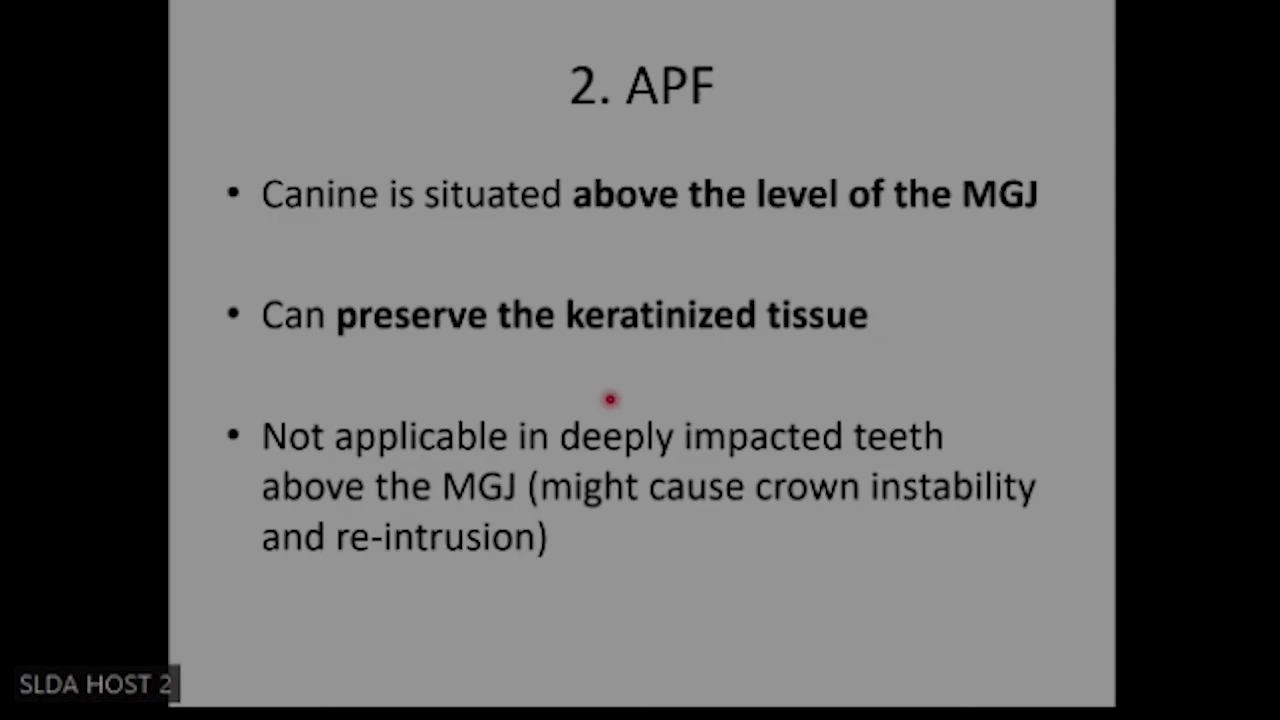 2. APF
• Canine is situated above the level of the MGJ
• Can preserve the keratinized tissue
• Not applicable in deeply impacted teeth
above the MGJ (might cause crown instability
and re-intrusion)
SLDA HOST 2